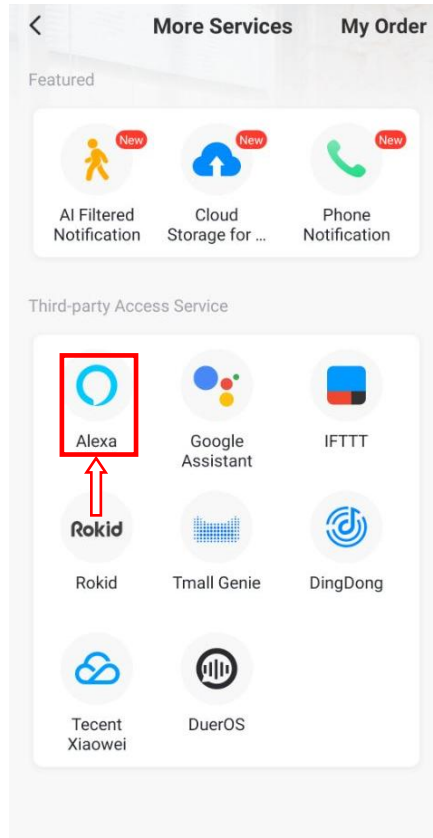 More Services
My Order
Featured
New
New
New
AI Filtered
Notification
Cloud
Storage for ...
Phone
Notification
Third-party Access Service
Alexa
Google
Assistant
IFTTT
Rokid
Rokid
Tmall Genie
DingDong
Tecent
Xiaowei
DuerOS